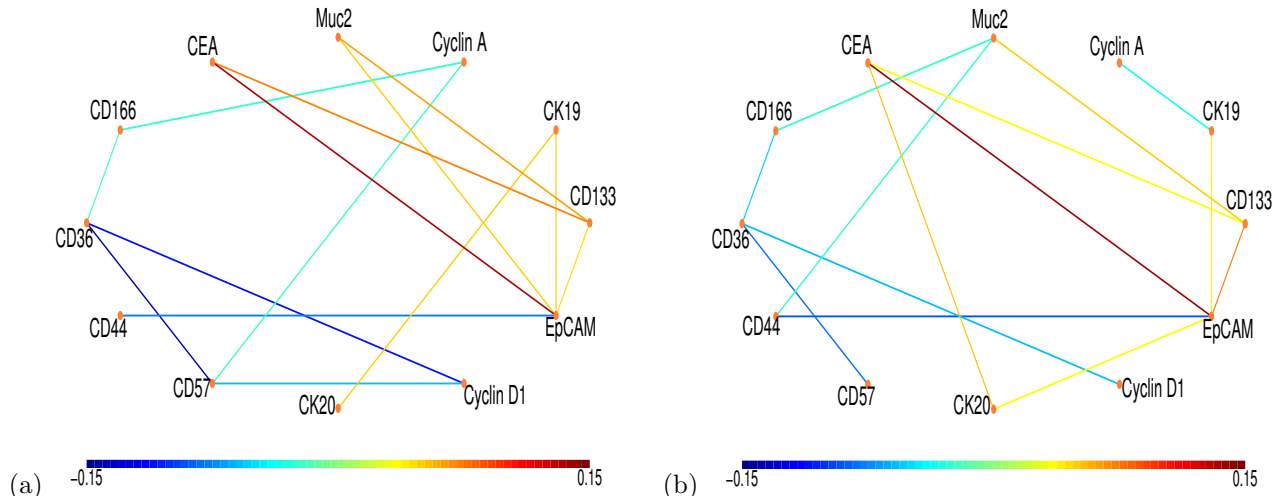 Muc2
Cyclin A
CEA
CD166
CK19
CD133
CD36
CD44
EpCAM
CD57
Cyclin D1
CK20
−0.15
0.15
(a)
Muc2
Cyclin A
CEA
CD166
CK19
CD133
CD36
CD44
EpCAM
CD57
Cyclin D1
CK20
−0.15
0.15
(b)